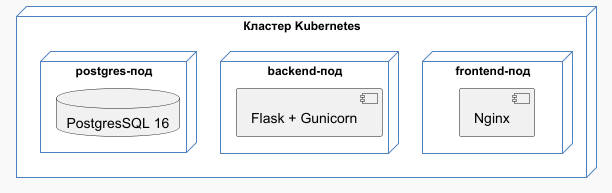 Кластер Kubernetes
postgres-под
backend-под
frontend-под
PostgresSQL 16
Flask + Gunicorn
Nginx